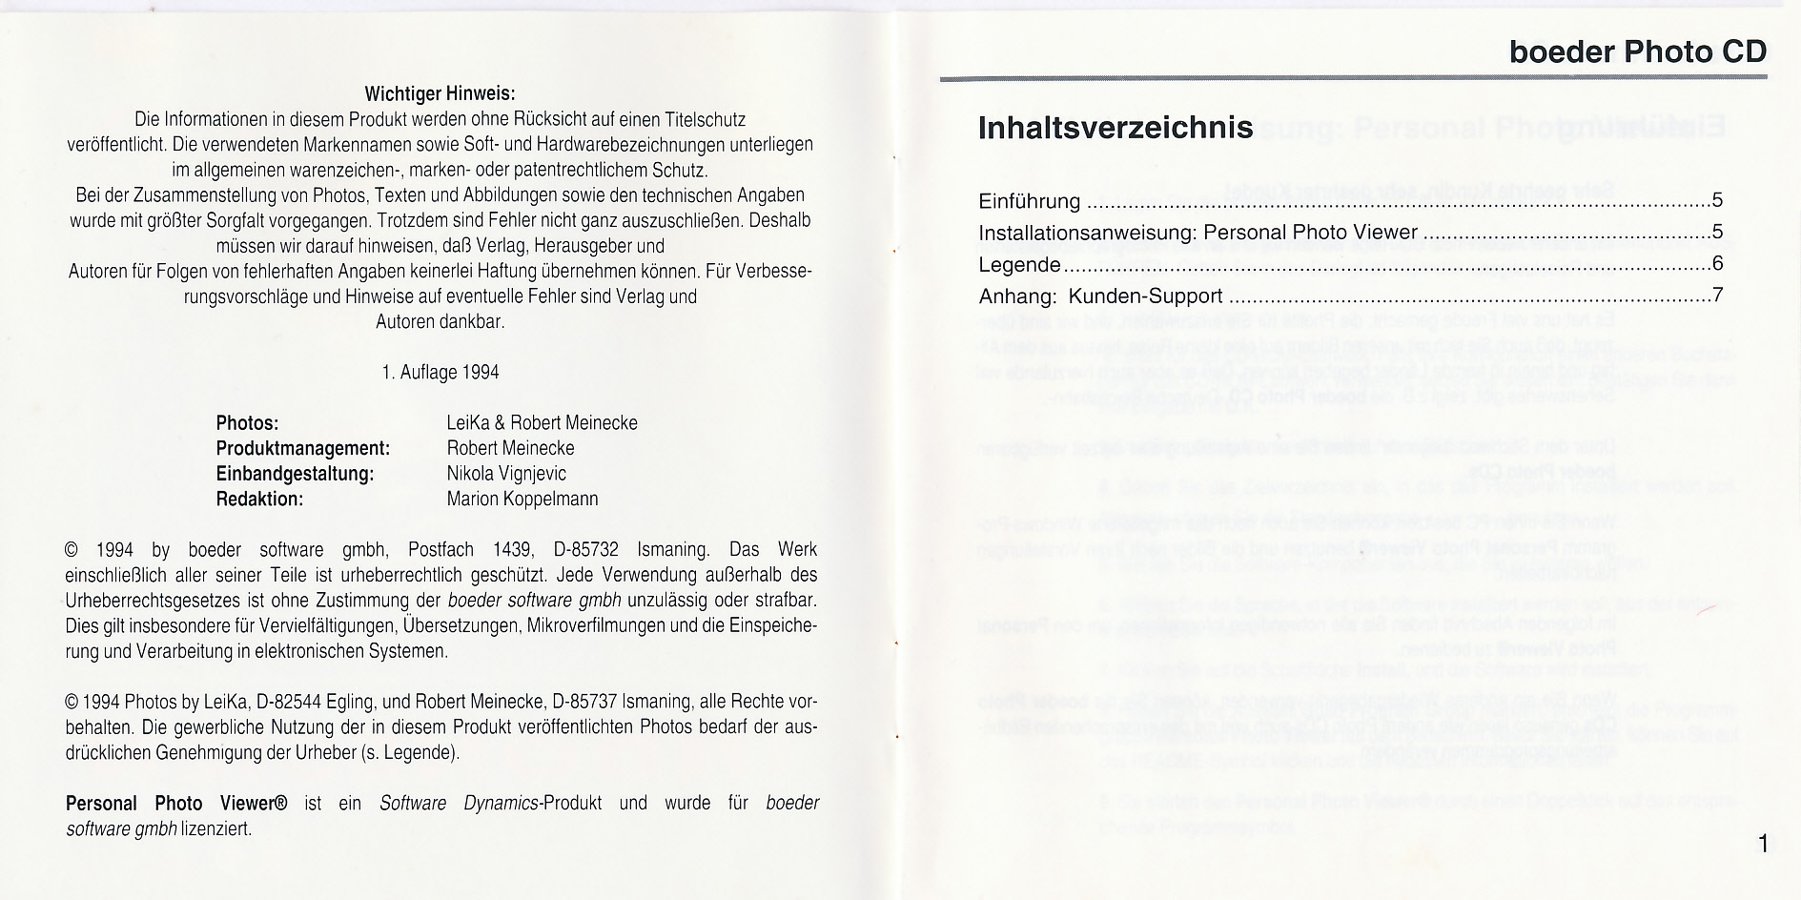 Wichtiger Hinweis:
Die Informationen in diesem Produkt werden ohne Rücksicht auf einen Titelschutz
veröffentlicht. Die verwendeten Markennamen sowie Soft- und Hardwarebezeichnungen unterliegen
im allgemeinen warenzeichen-, marken- oder patentrechtlichem Schutz.
Bei der Zusammenstellung von Photos, Texten und Abbildungen sowie den technischen Angaben
wurde mit größter Sorgfalt vorgegangen. Trotzdem sind Fehler nicht ganz auszuschließen. Deshalb
müssen wir darauf hinweisen, daß Verlag, Herausgeber und
Autoren für Folgen von fehlerhaften Angaben keinerlei Haftung übernehmen können. Für Verbesse-
rungsvorschläge und Hinweise auf eventuelle Fehler sind Verlag und
Autoren dankbar.
1. Auflage 1994
Photos: LeiKa & Robert Meinecke
Produktmanagement: Robert Meinecke
Einbandgestaltung: Nikola Vignjevic
Redaktion: Marion Koppelmann
© 1994 by boeder software gmbh, Postfach 1439, D-85732 Ismaning. Das Werk
einschließlich aller seiner Teile ist urheberrechtlich geschützt. Jede Verwendung außerhalb des
Urheberrechtsgesetzes ist ohne Zustimmung der boeder software gmbh unzulässig oder strafbar.
Dies gilt insbesondere für Vervielfältigungen, Übersetzungen, Mikroverfilmungen und die Einspeiche-
rung und Verarbeitung in elektronischen Systemen.
© 1994 Photos by LeiKa, D-82544 Egling, und Robert Meinecke, D-85737 Ismaning, alle Rechte vor-
behalten. Die gewerbliche Nutzung der in diesem Produkt veröffentlichten Photos bedarf der aus-
drücklichen Genehmigung der Urheber (s. Legende).
Personal Photo Viewer® ist ein Software Dynamics-Produkt und wurde für boeder
software gmbh lizenziert.
boeder Photo CD
Inhaltsverzeichnis
Einführung ........................................................................................................5
Installationsanweisung: Personal Photo Viewer ................................................5
Legende............................................................................................................6
Anhang: Kunden-Support ................................................................................7
1